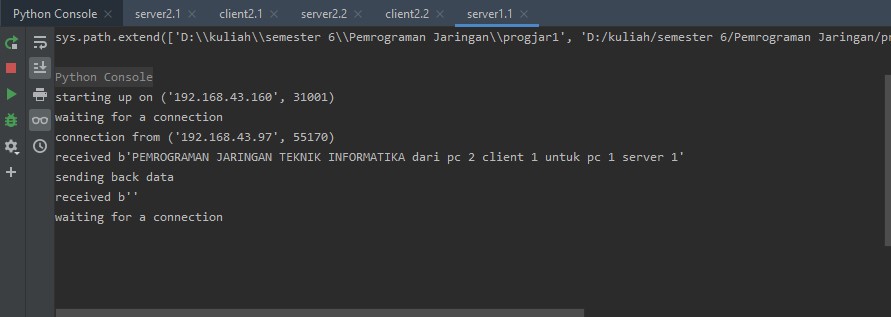 Python Console server2.1 client2.1 server2.2 client2.2 server1.1
sys.path.extend(['D:\\kuliah\\semester 6\\Pemrograman Jaringan\\progjar1', 'D:/kuliah/semester 6/Pemrograman Jaringan/pr
Python Console
starting up on ('192.168.43.160', 31001)
waiting for a connection
connection from ('192.168.43.97', 55170)
received b'PEMROGRAMAN JARINGAN TEKNIK INFORMATIKA dari pc 2 client 1 untuk pc 1 server 1'
sending back data
received b''
waiting for a connection